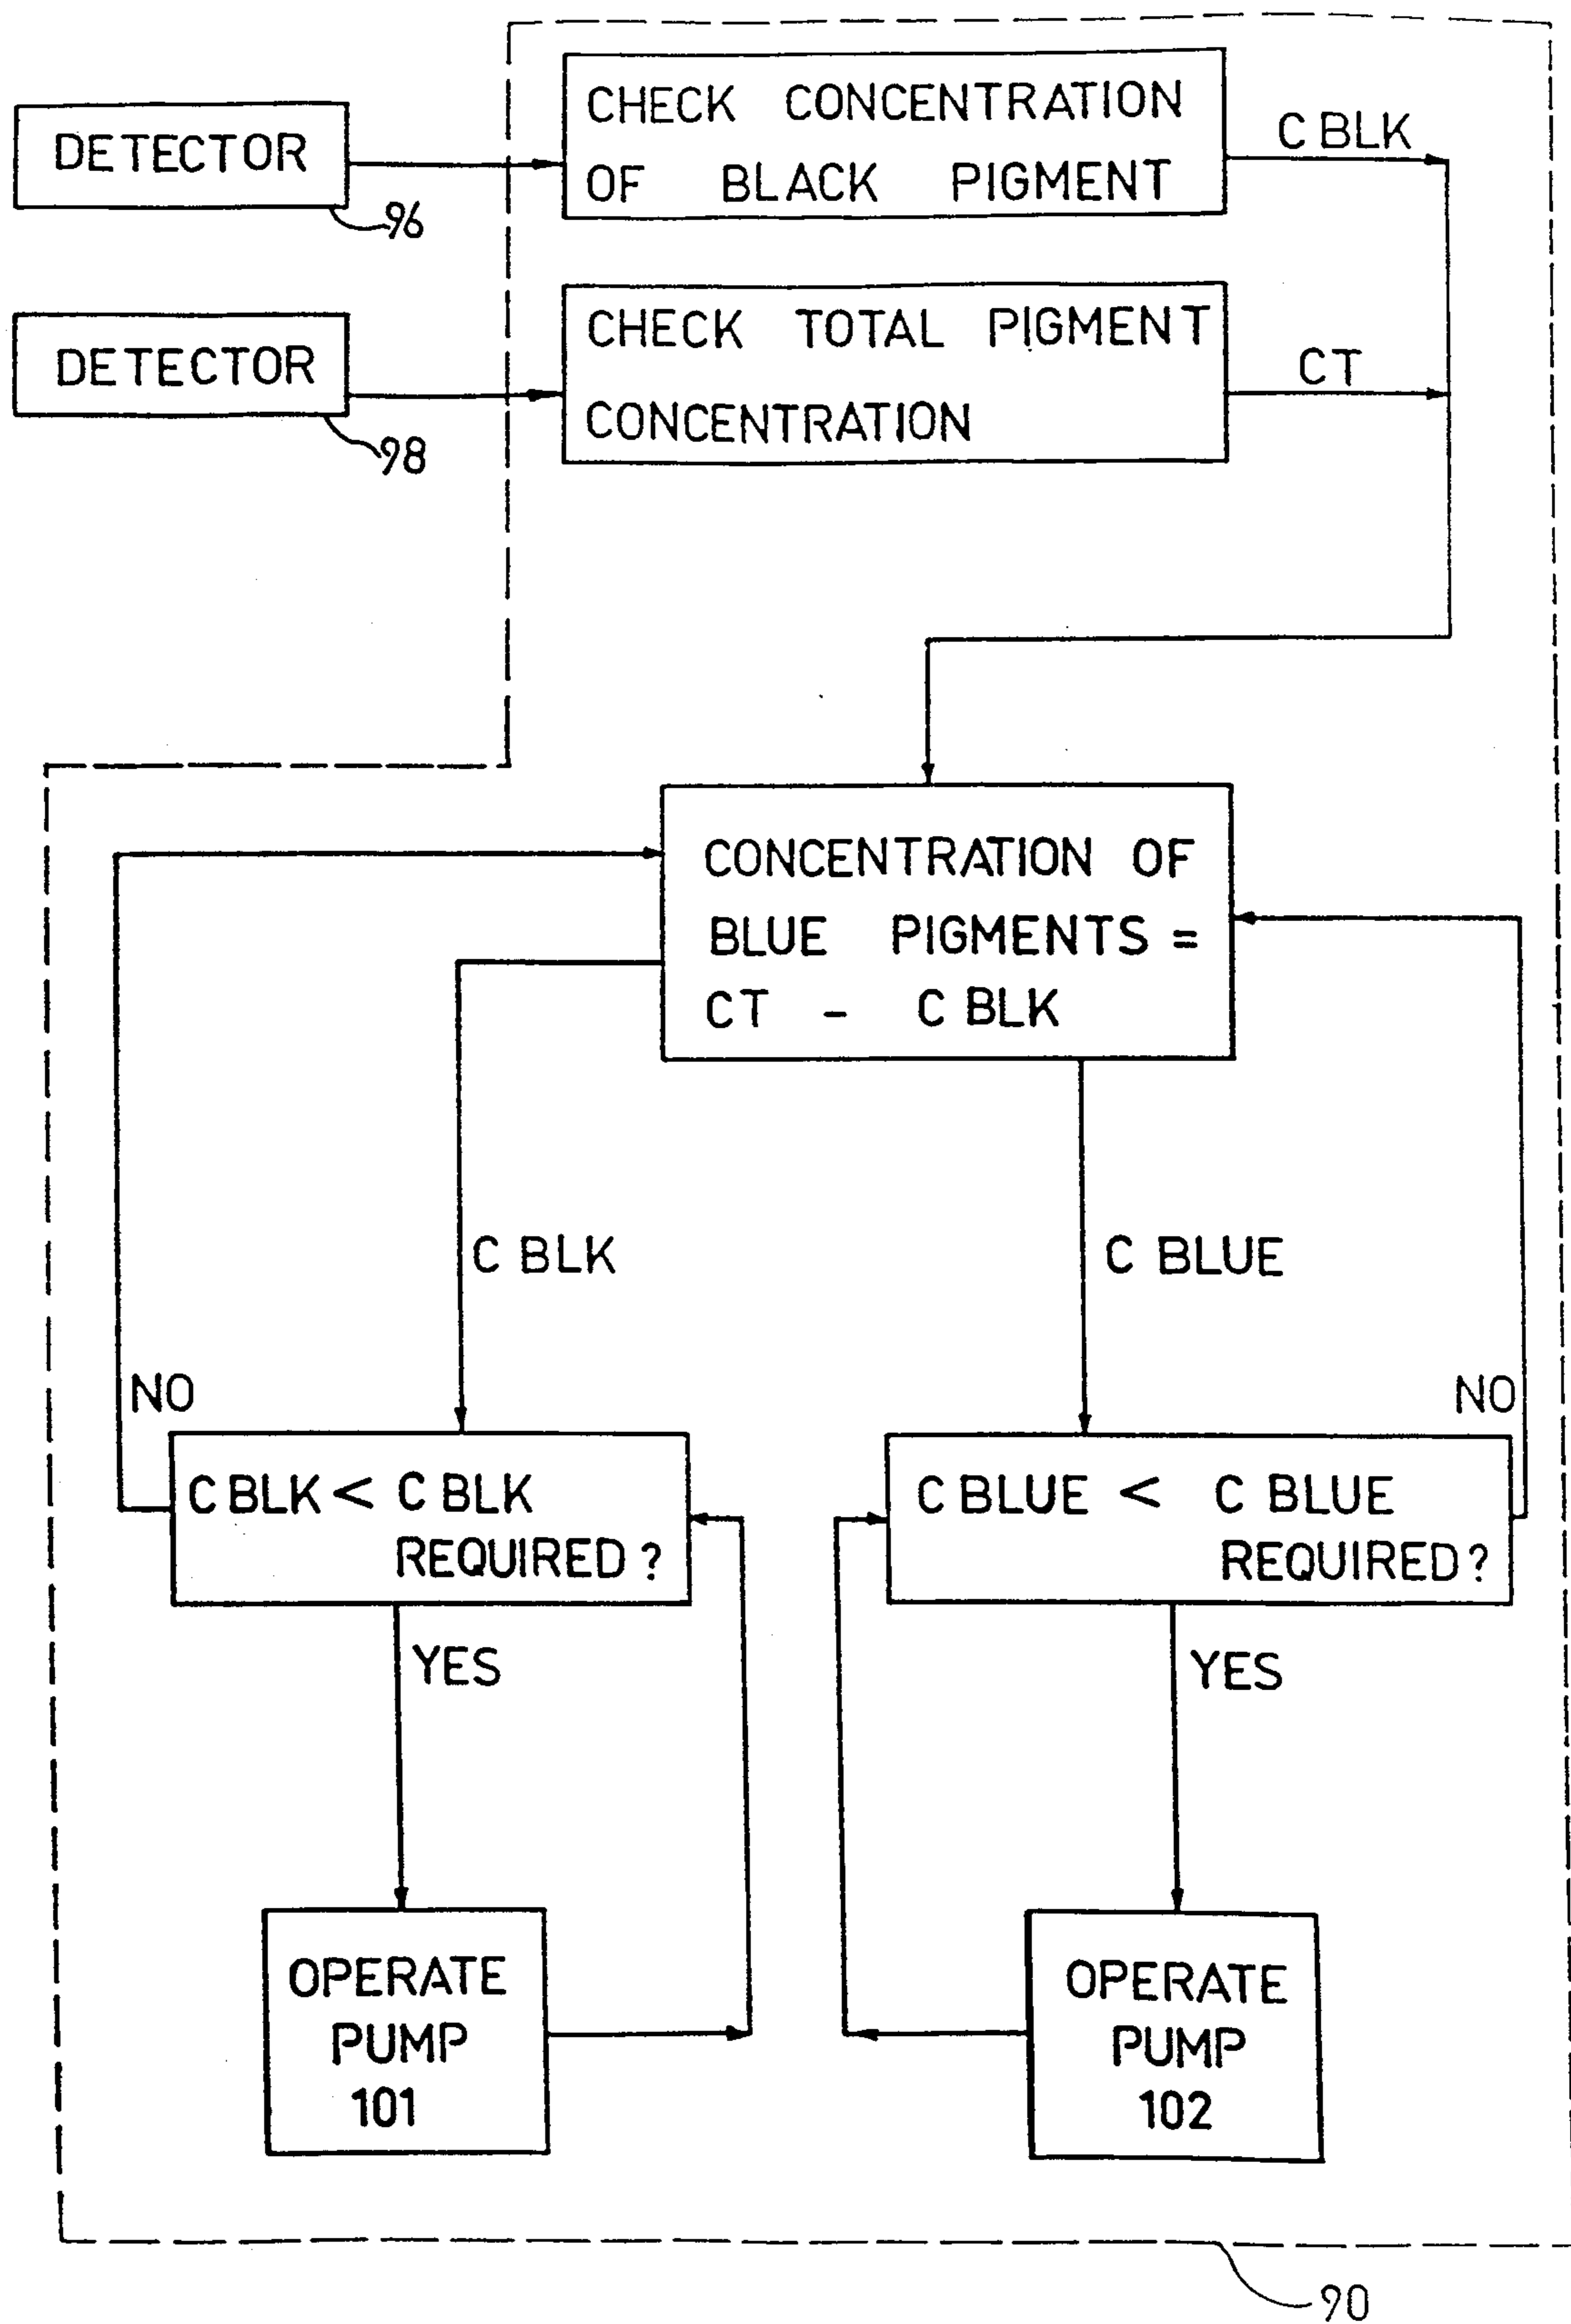 DETECTOR
96
CHECK CONCENTRATION
OF BLACK PIGMENT
C BLK
DETECTOR
98
CHECK TOTAL PIGMENT
CONCENTRATION
CT
CONCENTRATION OF
BLUE PIGMENTS =
CT - C BLK
C BLK
C BLUE
NO
NO
C BLK < C BLK
REQUIRED?
C BLUE < C BLUE
REQUIRED?
YES
YES
OPERATE
PUMP
101
OPERATE
PUMP
102
90